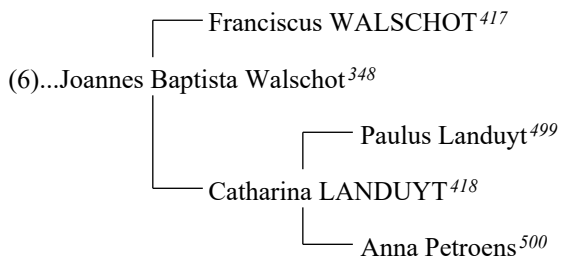 Franciscus WALSCHOT417
(6)...Joannes Baptista Walschot348
Paulus Landuyt499
Catharina LANDUYT418
Anna Petroens500